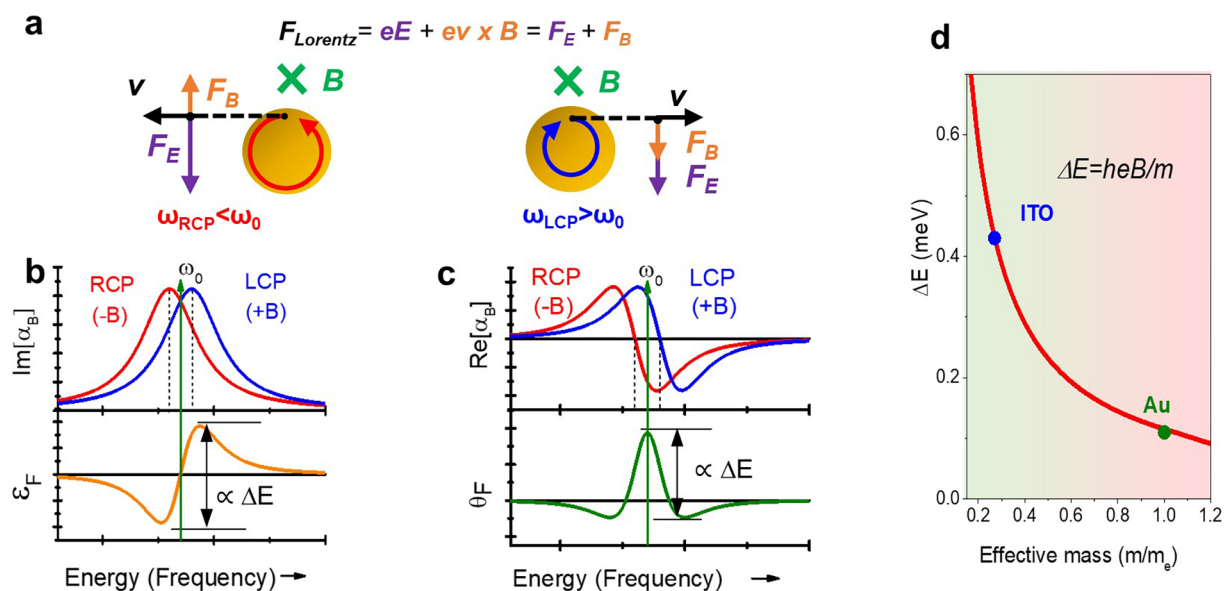 a
F_Lorentz = eE + ev x B = F_E + F_B
B
v
F_B
F_E
ω_RCP<ω_0
B
v
F_B
F_E
ω_LCP>ω_0
b
ω_0
RCP
(-B)
LCP
(+B)
Im[α_B]
ε_F
∝ ΔE
Energy (Frequency)
c
ω_0
RCP
(-B)
LCP
(+B)
Re[α_B]
θ_F
∝ ΔE
Energy (Frequency)
d
ΔE (meV)
0.6
0.4
0.2
0.0
ΔE=heB/m
ITO
Au
0.2 0.4 0.6 0.8 1.0 1.2
Effective mass (m/m_e)